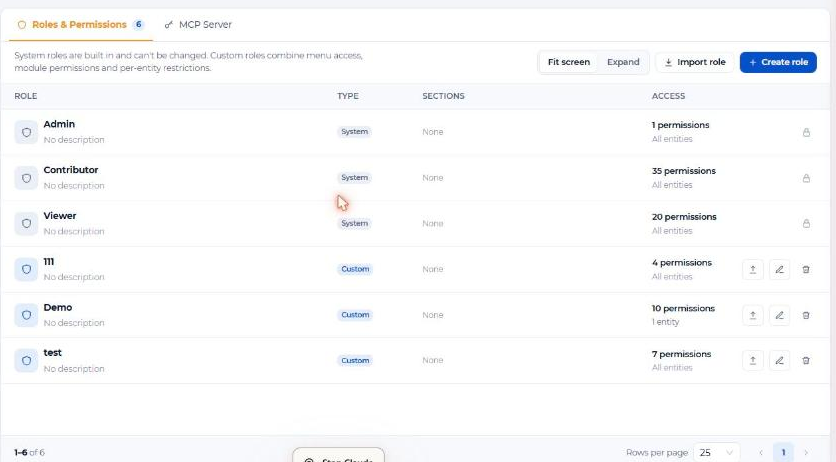 Roles & Permissions 6 MCP Server
System roles are built in and can't be changed. Custom roles combine menu access,
module permissions and per-entity restrictions.
Fit screen Expand Import role + Create role
ROLE TYPE SECTIONS ACCESS
Admin
No description
System
None
1 permissions
All entities
Contributor
No description
System
None
35 permissions
All entities
Viewer
No description
System
None
20 permissions
All entities
111
No description
Custom
None
4 permissions
All entities
Demo
No description
Custom
None
10 permissions
1 entity
test
No description
Custom
None
7 permissions
All entities
1–6 of 6
Rows per page 25 1